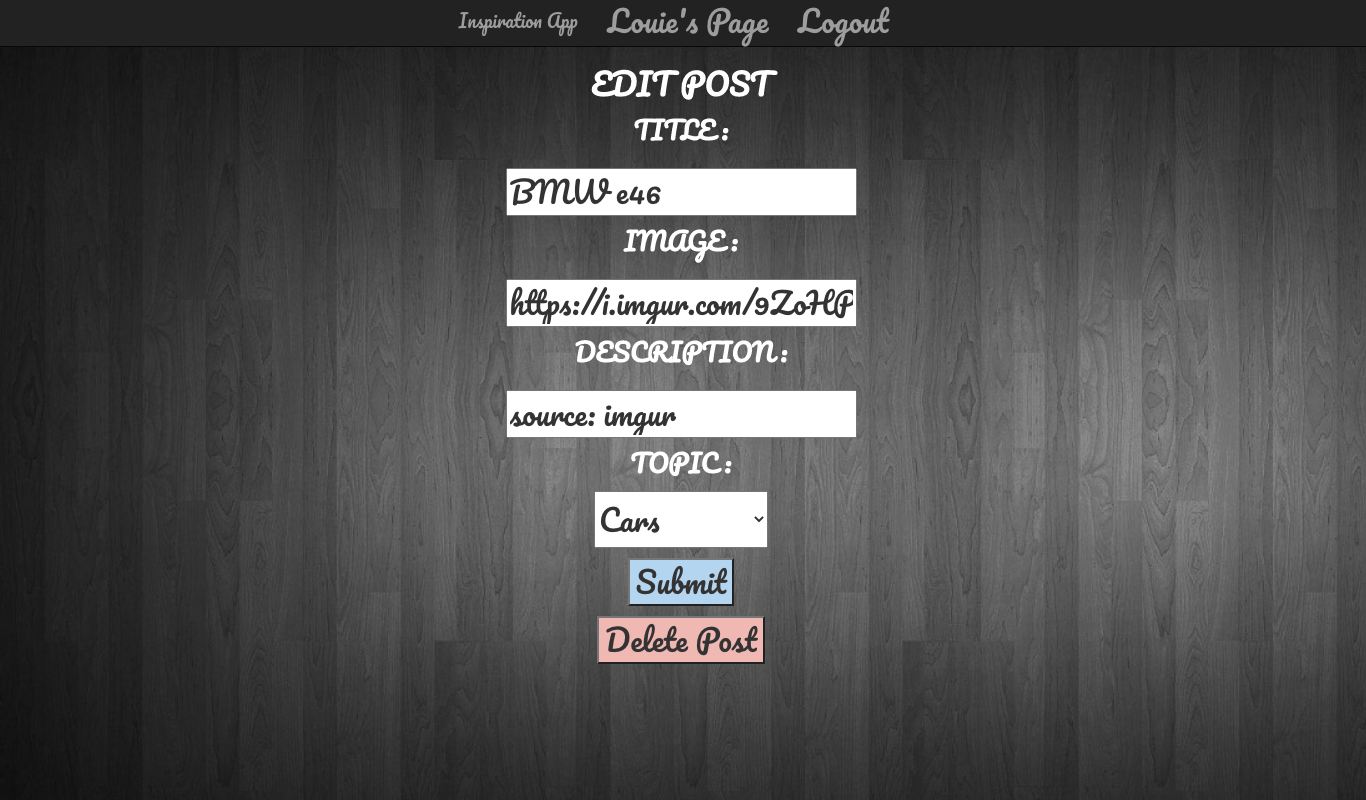 Inspiration App Louie's Page Logout
EDIT POST
TITLE:
BMW e46
IMAGE:
https://i.imgur.com/9ZoHP
DESCRIPTION:
source: imgur
TOPIC:
Cars
Submit
Delete Post